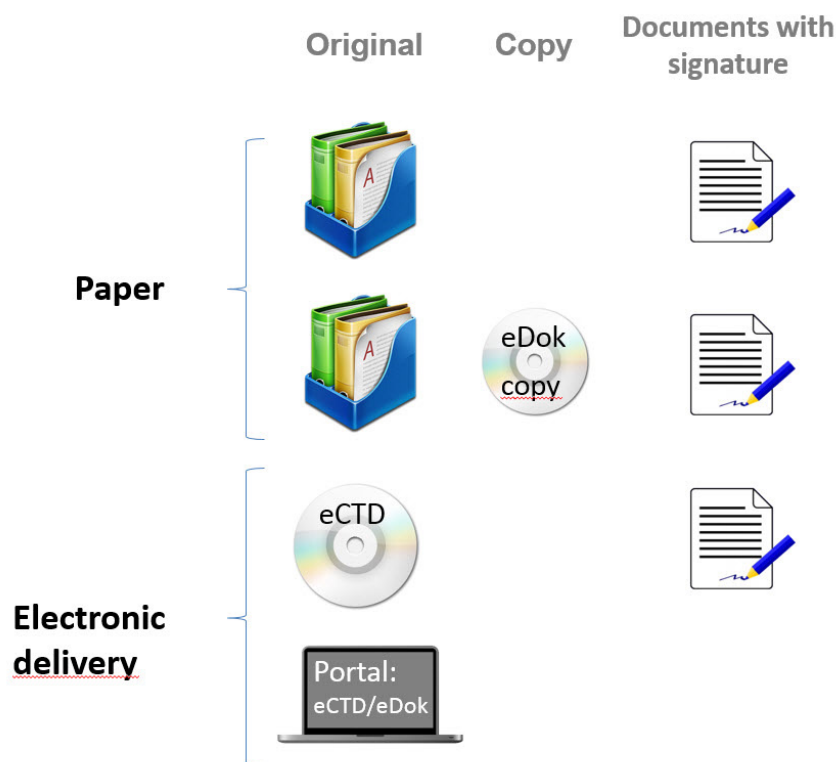 Original
Copy
Documents with
signature
A
Paper
A
eDok
copy
eCTD
Electronic
delivery
Portal:
eCTD/eDok